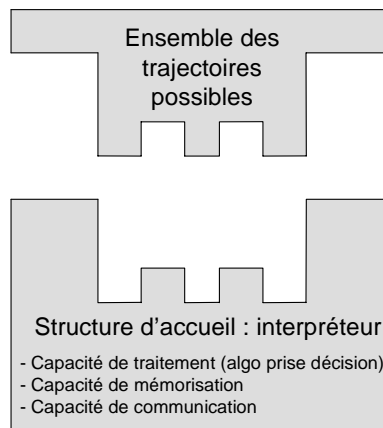 Ensemble des
trajectoires
possibles
Structure d'accueil : interpréteur
- Capacité de traitement (algo prise décision)
- Capacité de mémorisation
- Capacité de communication